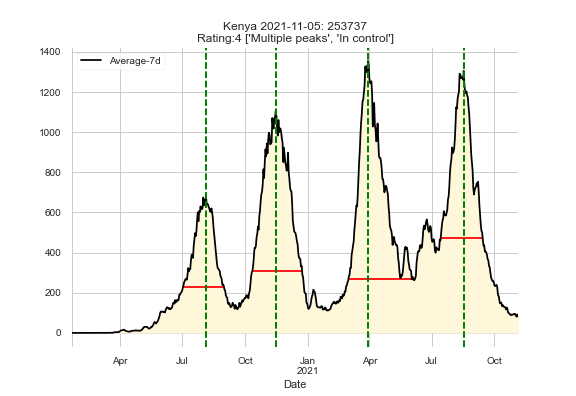 Kenya 2021-11-05: 253737
Rating:4 ['Multiple peaks', 'In control']
1400
Average-7d
1200
1000
800
600
400
200
0
Apr Jul Oct Jan Apr Jul Oct
2021
Date